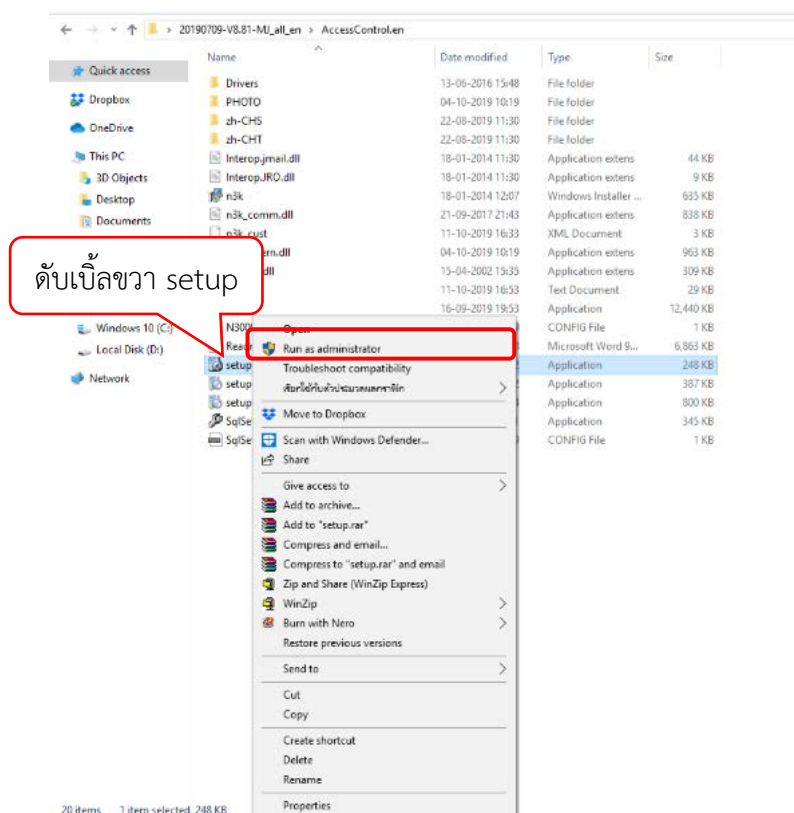 20190709-V8.81-MJ_all_en > AccessControl.en
Name Date modified Type Size
Quick access
Drivers 13-06-2016 15:48 File folder
Dropbox PHOTO 04-10-2019 10:19 File folder
zh-CHS 22-08-2019 11:30 File folder
OneDrive
zh-CHT 22-08-2019 11:30 File folder
This PC Interop.jmail.dll 18-01-2014 11:30 Application extens 44 KB
3D Objects Interop.JRO.dll 18-01-2014 11:30 Application extens 9 KB
Desktop n3k 18-01-2014 12:07 Windows Installer ... 635 KB
Documents n3k_comm.dll 21-09-2017 21:43 Application extens 838 KB
n3k_cust 11-10-2019 16:33 XML Document 3 KB
ern.dll 04-10-2019 10:19 Application extens 963 KB
dll 15-04-2002 15:35 Application extens 309 KB
ดับเบิ้ลขวา setup
11-10-2019 16:53 Text Document 29 KB
16-09-2019 19:53 Application 12,440 KB
Windows 10 (C:) N300 Open CONFIG File 1 KB
Local Disk (D:) Read Run as administrator Microsoft Word 9... 6,863 KB
setup Troubleshoot compatibility Application 248 KB
Network setup Application 387 KB
setup Application 800 KB
Move to Dropbox
SqlSe Application 345 KB
SqlSe Scan with Windows Defender... CONFIG File 1 KB
Share
Give access to
Add to archive...
Add to "setup.rar"
Compress and email...
Compress to "setup.rar" and email
Zip and Share (WinZip Express)
WinZip
Burn with Nero
Restore previous versions
Send to
Cut
Copy
Create shortcut
Delete
Rename
Properties
20 items 1 item selected 248 KB